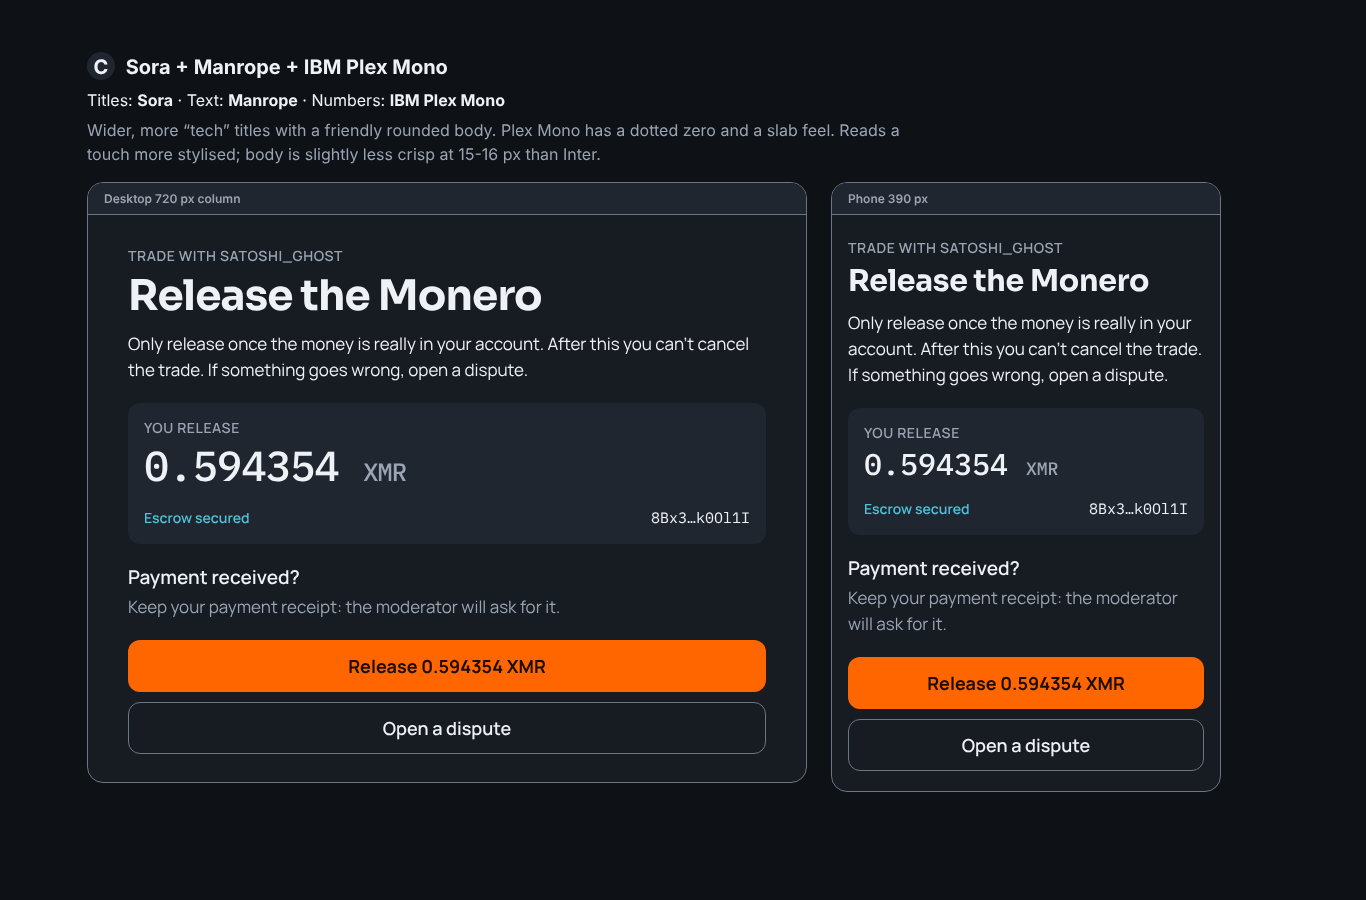 C Sora + Manrope + IBM Plex Mono
Titles: Sora · Text: Manrope · Numbers: IBM Plex Mono
Wider, more “tech” titles with a friendly rounded body. Plex Mono has a dotted zero and a slab feel. Reads a
touch more stylised; body is slightly less crisp at 15-16 px than Inter.
Desktop 720 px column
TRADE WITH SATOSHI_GHOST
Release the Monero
Only release once the money is really in your account. After this you can’t cancel
the trade. If something goes wrong, open a dispute.
YOU RELEASE
0.594354 XMR
Escrow secured 8Bx3…k0Ol1I
Payment received?
Keep your payment receipt: the moderator will ask for it.
Release 0.594354 XMR
Open a dispute
Phone 390 px
TRADE WITH SATOSHI_GHOST
Release the Monero
Only release once the money is really in your
account. After this you can’t cancel the trade.
If something goes wrong, open a dispute.
YOU RELEASE
0.594354 XMR
Escrow secured 8Bx3…k0Ol1I
Payment received?
Keep your payment receipt: the moderator
will ask for it.
Release 0.594354 XMR
Open a dispute